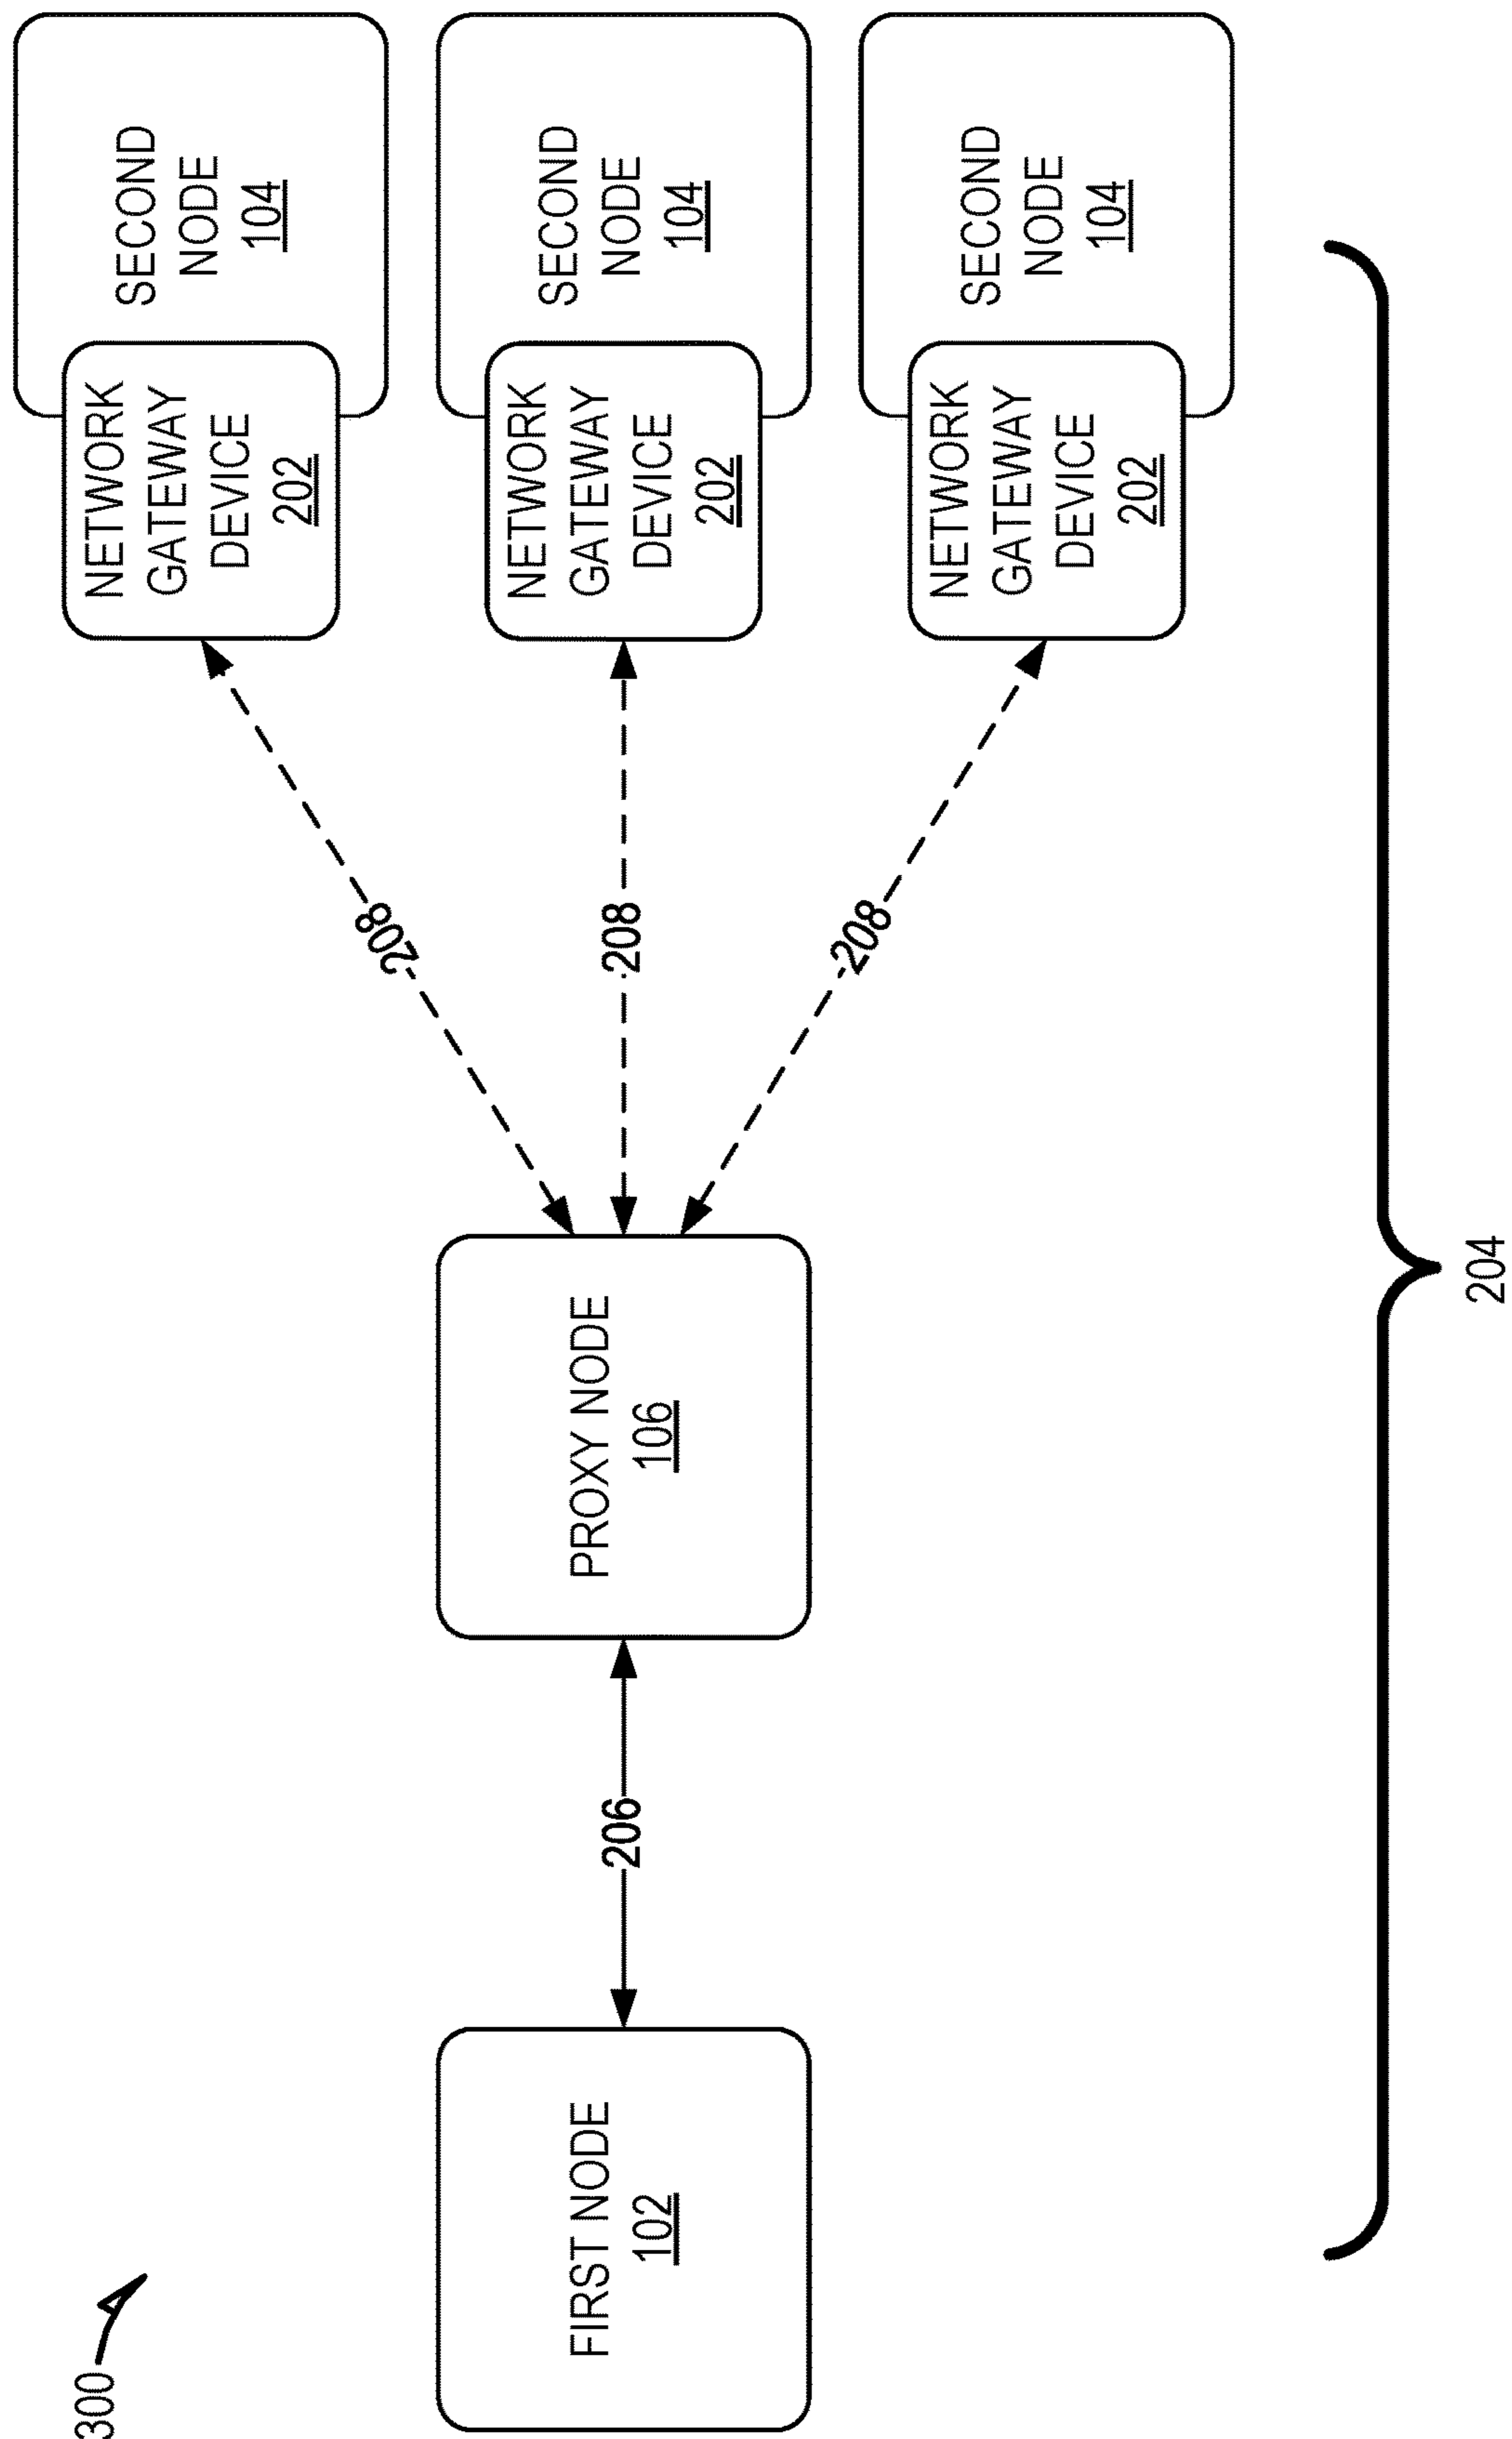 300
FIRST NODE
102
206
PROXY NODE
106
208
208
208
NETWORK
GATEWAY
DEVICE
202
SECOND
NODE
104
NETWORK
GATEWAY
DEVICE
202
SECOND
NODE
104
NETWORK
GATEWAY
DEVICE
202
SECOND
NODE
104
204